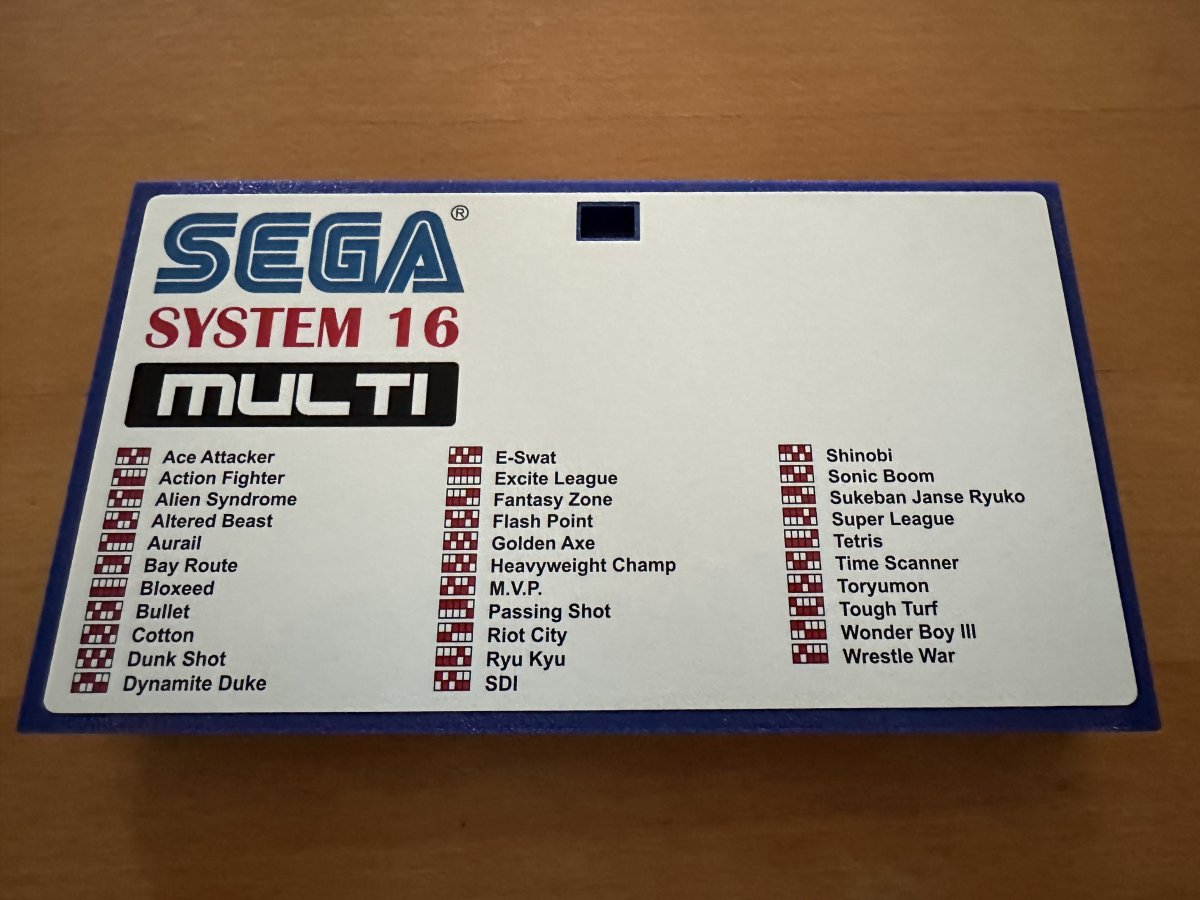 SEGA®
SYSTEM 16
MULTI
Ace Attacker
Action Fighter
Alien Syndrome
Altered Beast
Aurail
Bay Route
Bloxeed
Bullet
Cotton
Dunk Shot
Dynamite Duke
E-Swat
Excite League
Fantasy Zone
Flash Point
Golden Axe
Heavyweight Champ
M.V.P.
Passing Shot
Riot City
Ryu Kyu
SDI
Shinobi
Sonic Boom
Sukeban Janse Ryuko
Super League
Tetris
Time Scanner
Toryumon
Tough Turf
Wonder Boy III
Wrestle War